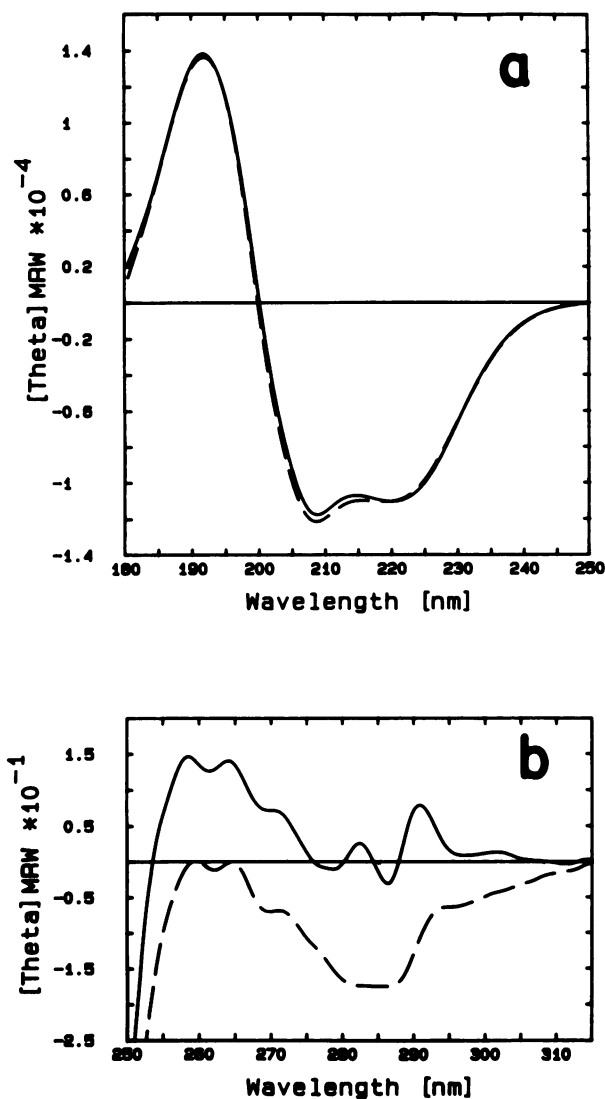 a
1.4
1
0.6
0.2
-0.2
-0.6
-1
-1.4
[Theta] MRW *10-4
180 190 200 210 220 230 240 250
Wavelength [nm]
b
1.5
0.5
-0.5
-1.5
-2.5
[Theta] MRW *10-1
250 260 270 280 290 300 310
Wavelength [nm]